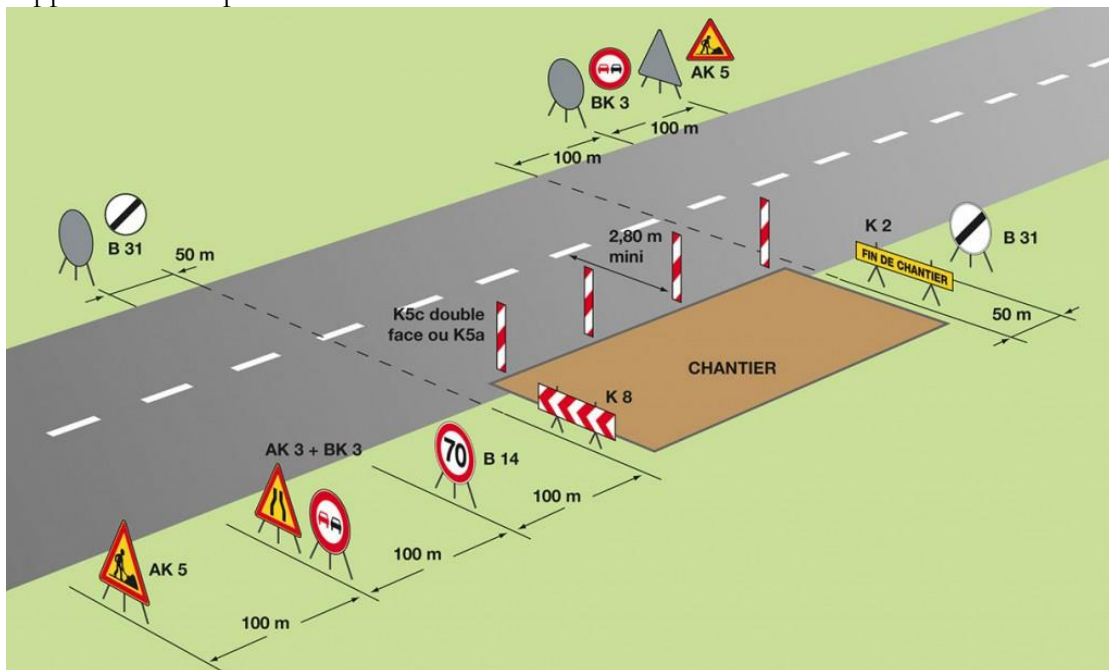 AK 5
BK 3
100 m
100 m
B 31
50 m
2,80 m
mini
K 2
FIN DE CHANTIER
B 31
50 m
K5c double
face ou K5a
CHANTIER
K 8
70
B 14
AK 3 + BK 3
100 m
AK 5
100 m
100 m